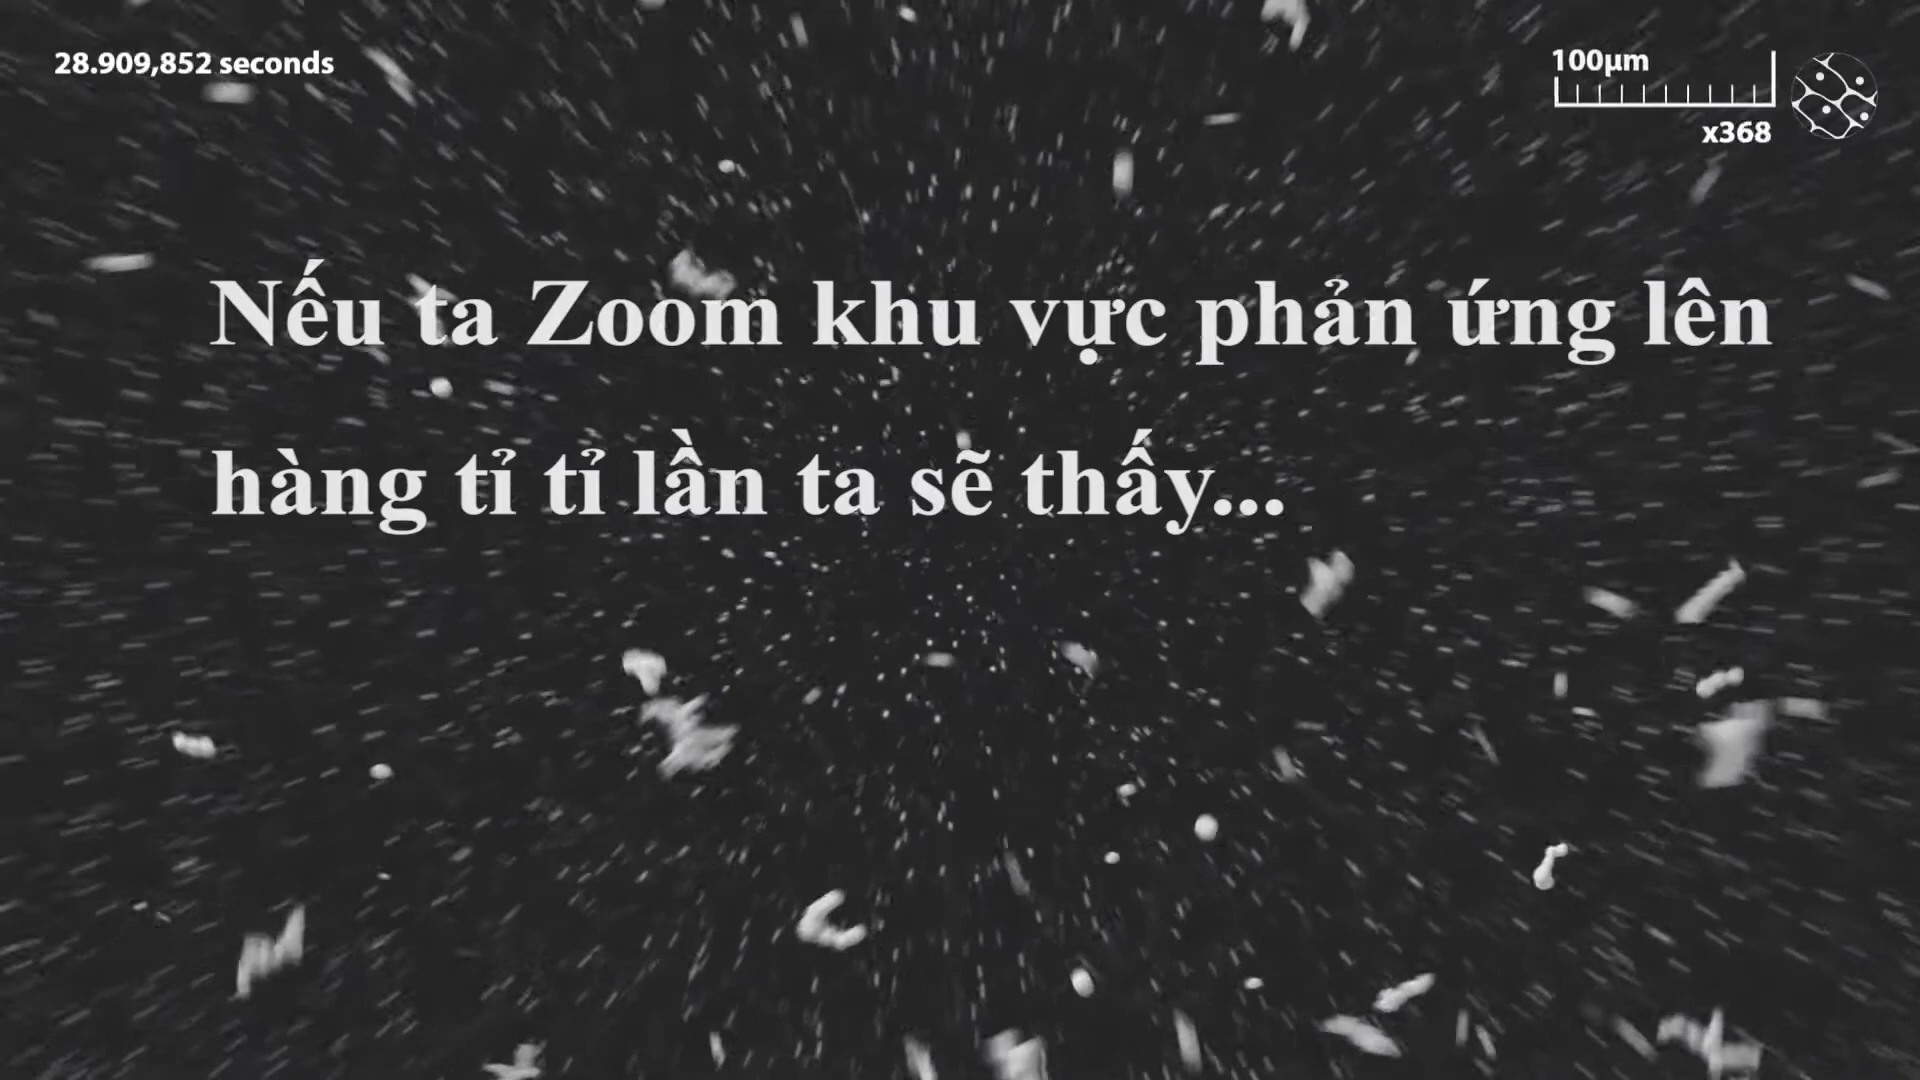 28.909,852 seconds
100µm
x368
Nếu ta Zoom khu vực phản ứng lên
hàng tỉ tỉ lần ta sẽ thấy...